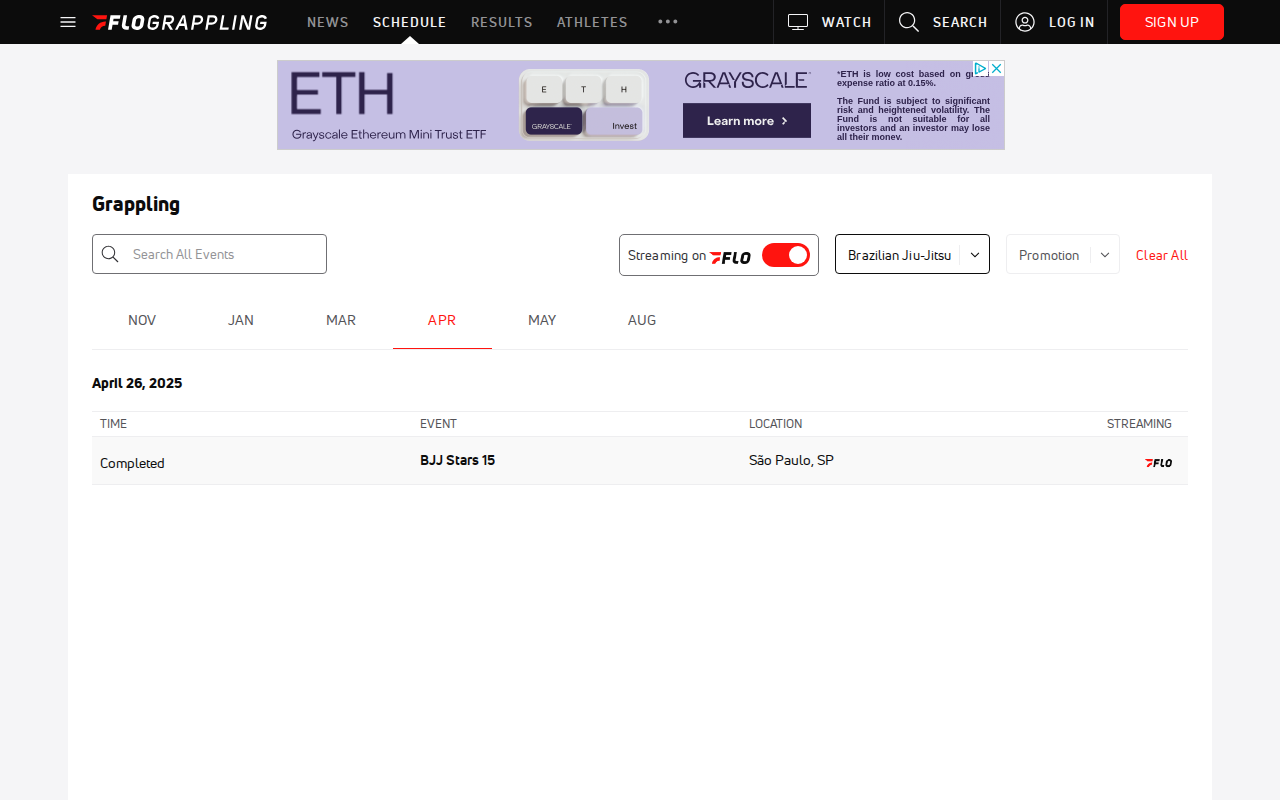 FLOGRAPPLING NEWS SCHEDULE RESULTS ATHLETES WATCH SEARCH LOG IN SIGN UP
ETH
Grayscale Ethereum Mini Trust ETF
E T H
GRAYSCALE Invest
GRAYSCALE
Learn more
*ETH is low cost based on gross expense ratio at 0.15%.
The Fund is subject to significant
risk and heightened volatility. The
Fund is not suitable for all
investors and an investor may lose
all their money.
Grappling
Search All Events
Streaming on FLO
Brazilian Jiu-Jitsu
Promotion
Clear All
NOV JAN MAR APR MAY AUG
April 26, 2025
TIME EVENT LOCATION STREAMING
Completed BJJ Stars 15 São Paulo, SP FLO